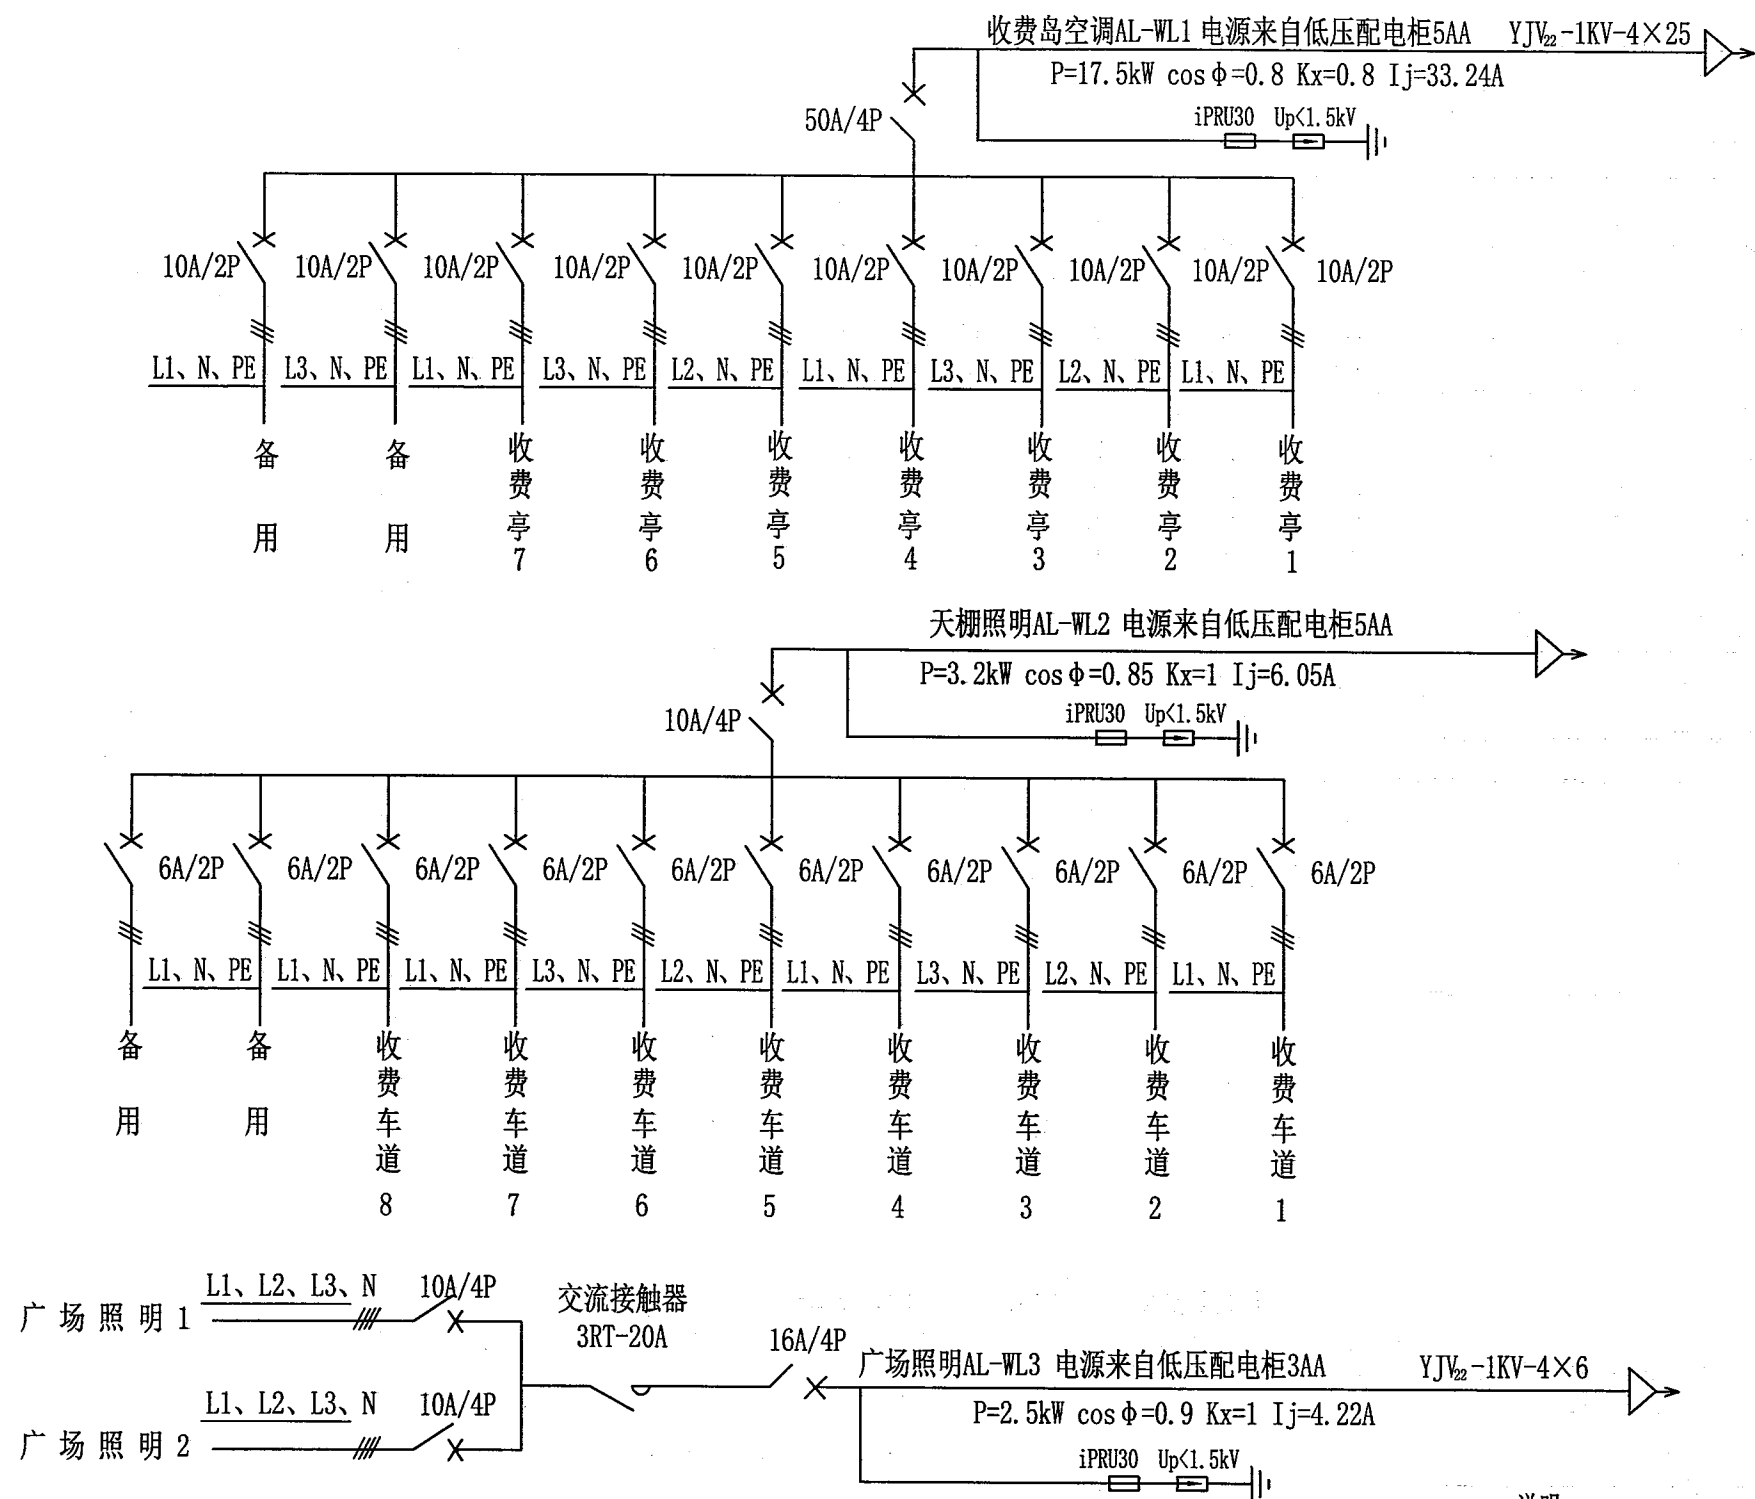 收费岛空调AL-WL1 电源来自低压配电柜5AA YJV22-1KV-4×25
P=17.5kW cosφ=0.8 Kx=0.8 Ij=33.24A
iPRU30 Up<1.5kV
50A/4P
10A/2P 10A/2P 10A/2P 10A/2P 10A/2P 10A/2P 10A/2P 10A/2P 10A/2P 10A/2P
L1、N、PE L3、N、PE L1、N、PE L3、N、PE L2、N、PE L1、N、PE L3、N、PE L2、N、PE L1、N、PE
备用 备用 收费亭7 收费亭6 收费亭5 收费亭4 收费亭3 收费亭2 收费亭1
天棚照明AL-WL2 电源来自低压配电柜5AA
P=3.2kW cosφ=0.85 Kx=1 Ij=6.05A
iPRU30 Up<1.5kV
10A/4P
6A/2P 6A/2P 6A/2P 6A/2P 6A/2P 6A/2P 6A/2P 6A/2P 6A/2P 6A/2P
L1、N、PE L1、N、PE L1、N、PE L3、N、PE L2、N、PE L1、N、PE L3、N、PE L2、N、PE L1、N、PE
备用 备用 收费车道8 收费车道7 收费车道6 收费车道5 收费车道4 收费车道3 收费车道2 收费车道1
广场照明1 L1、L2、L3、N 10A/4P
交流接触器
3RT-20A
16A/4P
广场照明AL-WL3 电源来自低压配电柜3AA YJV22-1KV-4×6
P=2.5kW cosφ=0.9 Kx=1 Ij=4.22A
广场照明2 L1、L2、L3、N 10A/4P
iPRU30 Up<1.5kV